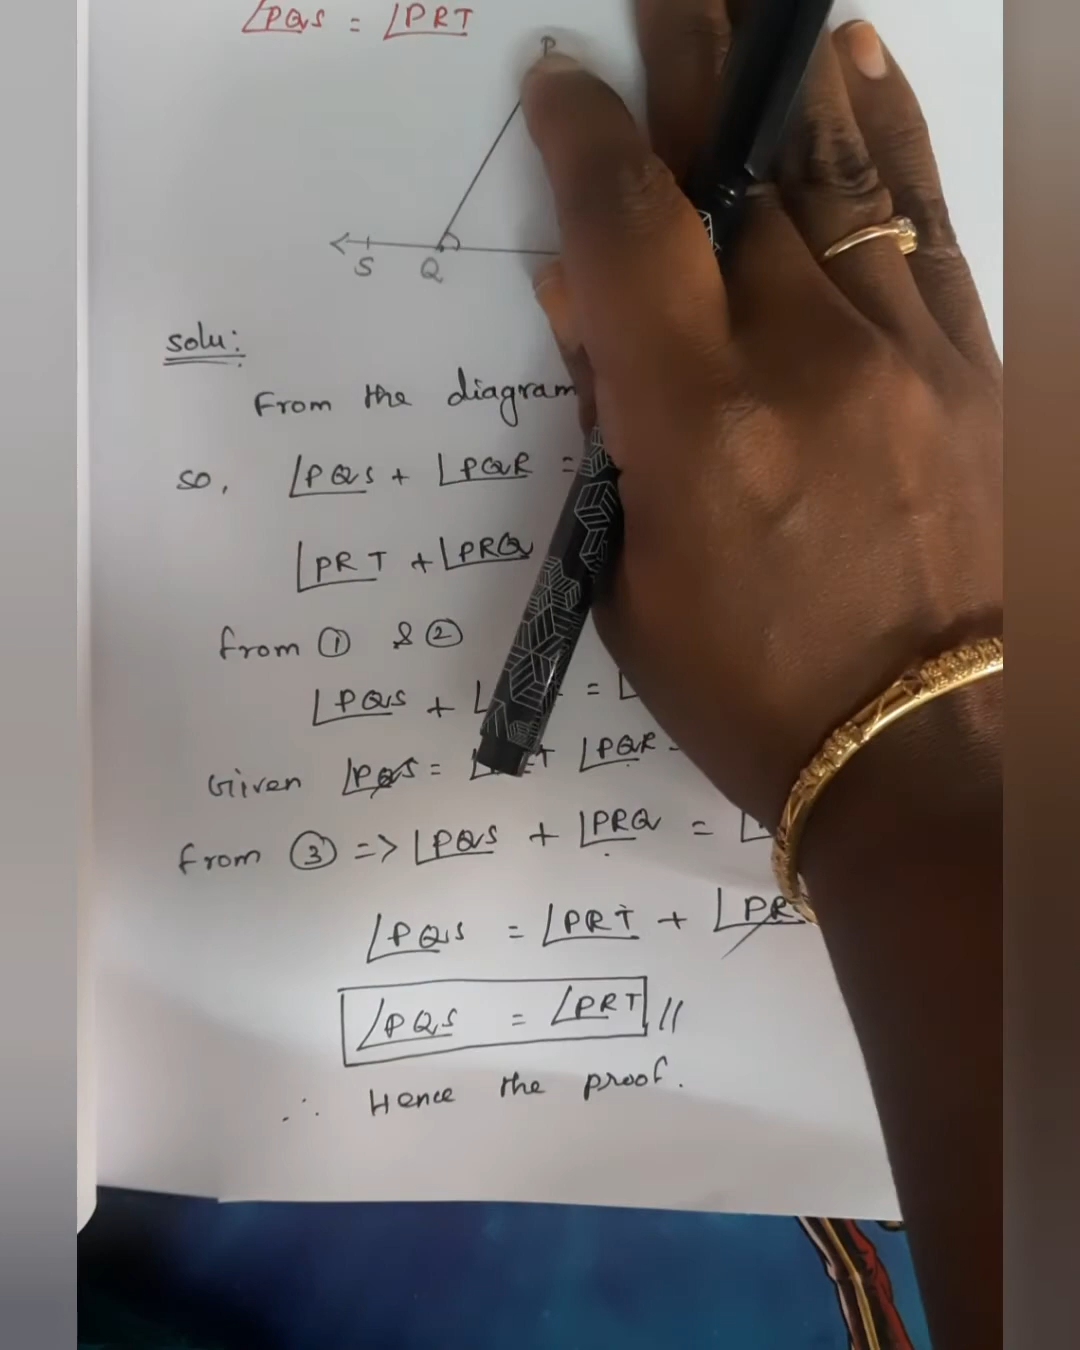 ∠PQS = ∠PRT
P
S Q
Solu:
From the diagram
so, ∠PQS + ∠PQR =
∠PRT + ∠PRQ
from ① & ②
∠PQS + = ∠
Given ∠PQS = ∠PQR
from ③ => ∠PQS + ∠PRQ =
∠PQS = ∠PRT +
∠PQS = ∠PRT //
∴ Hence the proof.